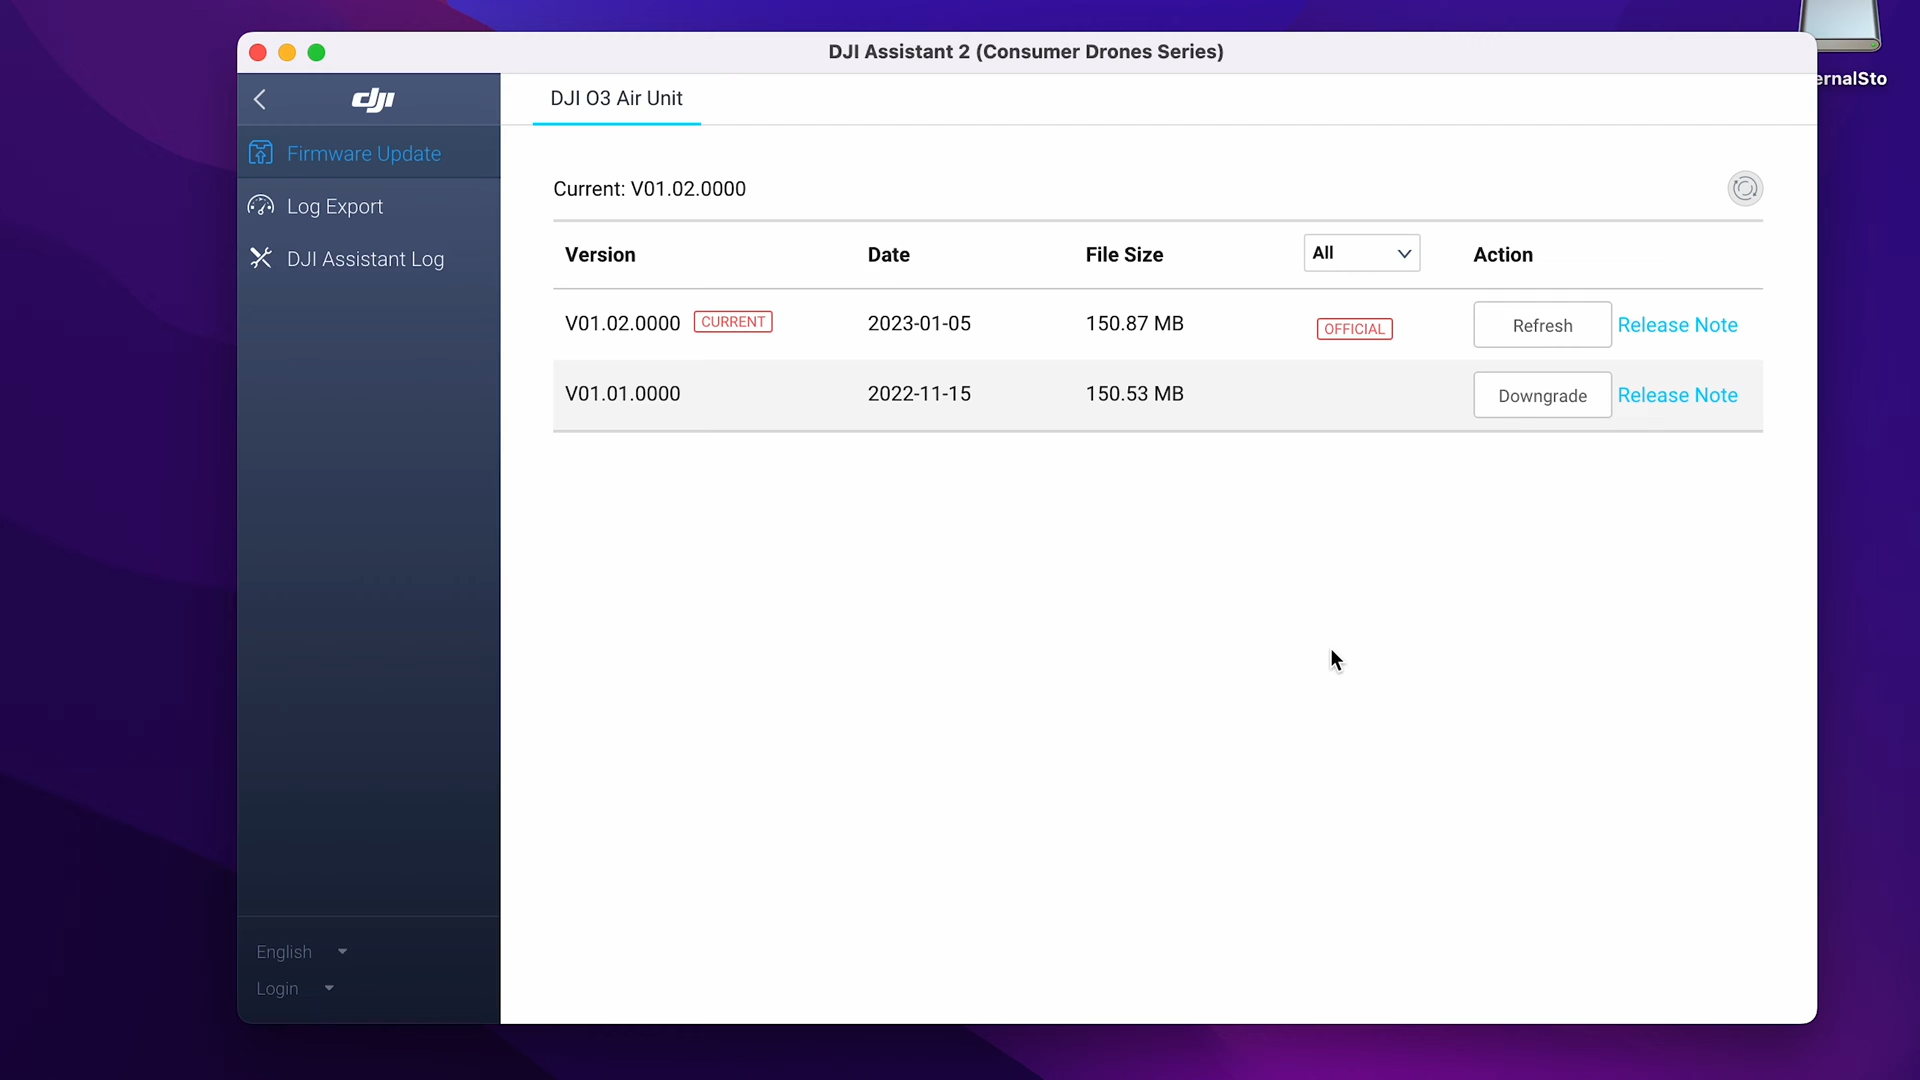 DJI Assistant 2 (Consumer Drones Series)
ernalSto
dji
DJI O3 Air Unit
Firmware Update
Log Export
DJI Assistant Log
Current: V01.02.0000
Version Date File Size All Action
V01.02.0000 CURRENT 2023-01-05 150.87 MB OFFICIAL Refresh Release Note
V01.01.0000 2022-11-15 150.53 MB Downgrade Release Note
English
Login